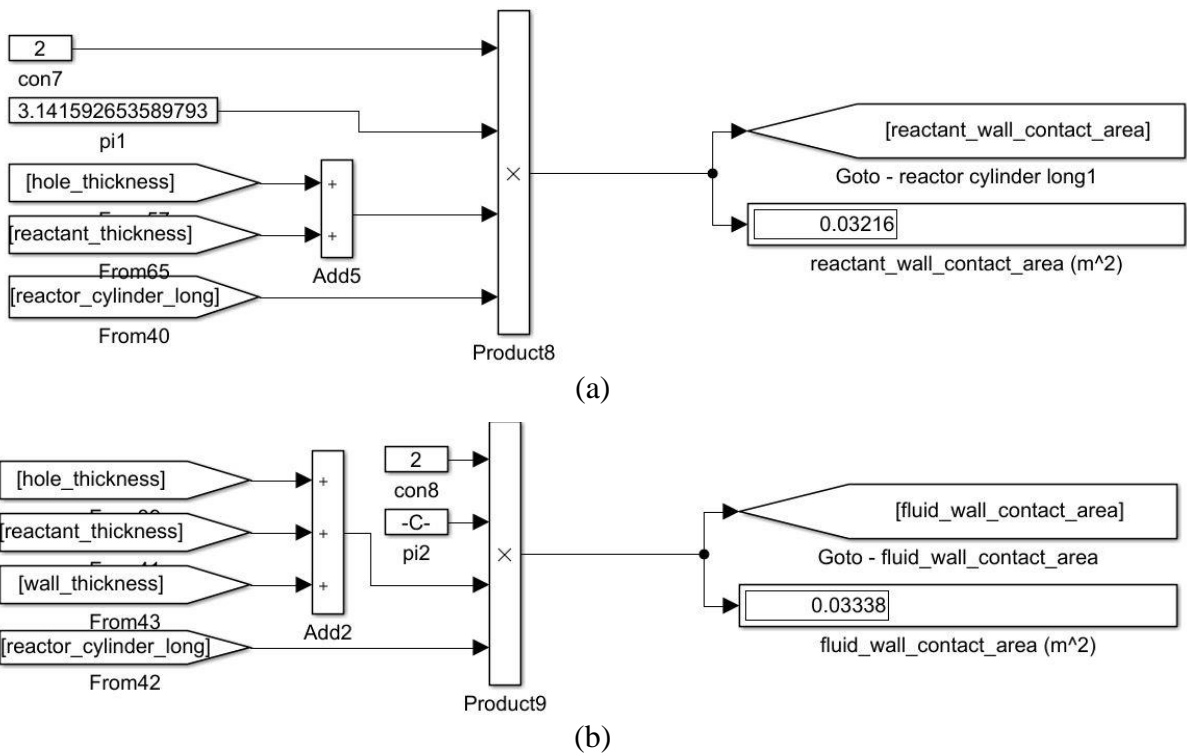 2
con7
3.141592653589793
pi1
[hole_thickness]
+
[reactant_thickness]
+
From65
Add5
[reactor_cylinder_long]
From40
×
Product8
[reactant_wall_contact_area]
Goto - reactor cylinder long1
0.03216
reactant_wall_contact_area (m^2)
(a)
[hole_thickness]
+
[reactant_thickness]
+
[wall_thickness]
+
From43
Add2
[reactor_cylinder_long]
From42
2
con8
-C-
pi2
×
Product9
[fluid_wall_contact_area]
Goto - fluid_wall_contact_area
0.03338
fluid_wall_contact_area (m^2)
(b)